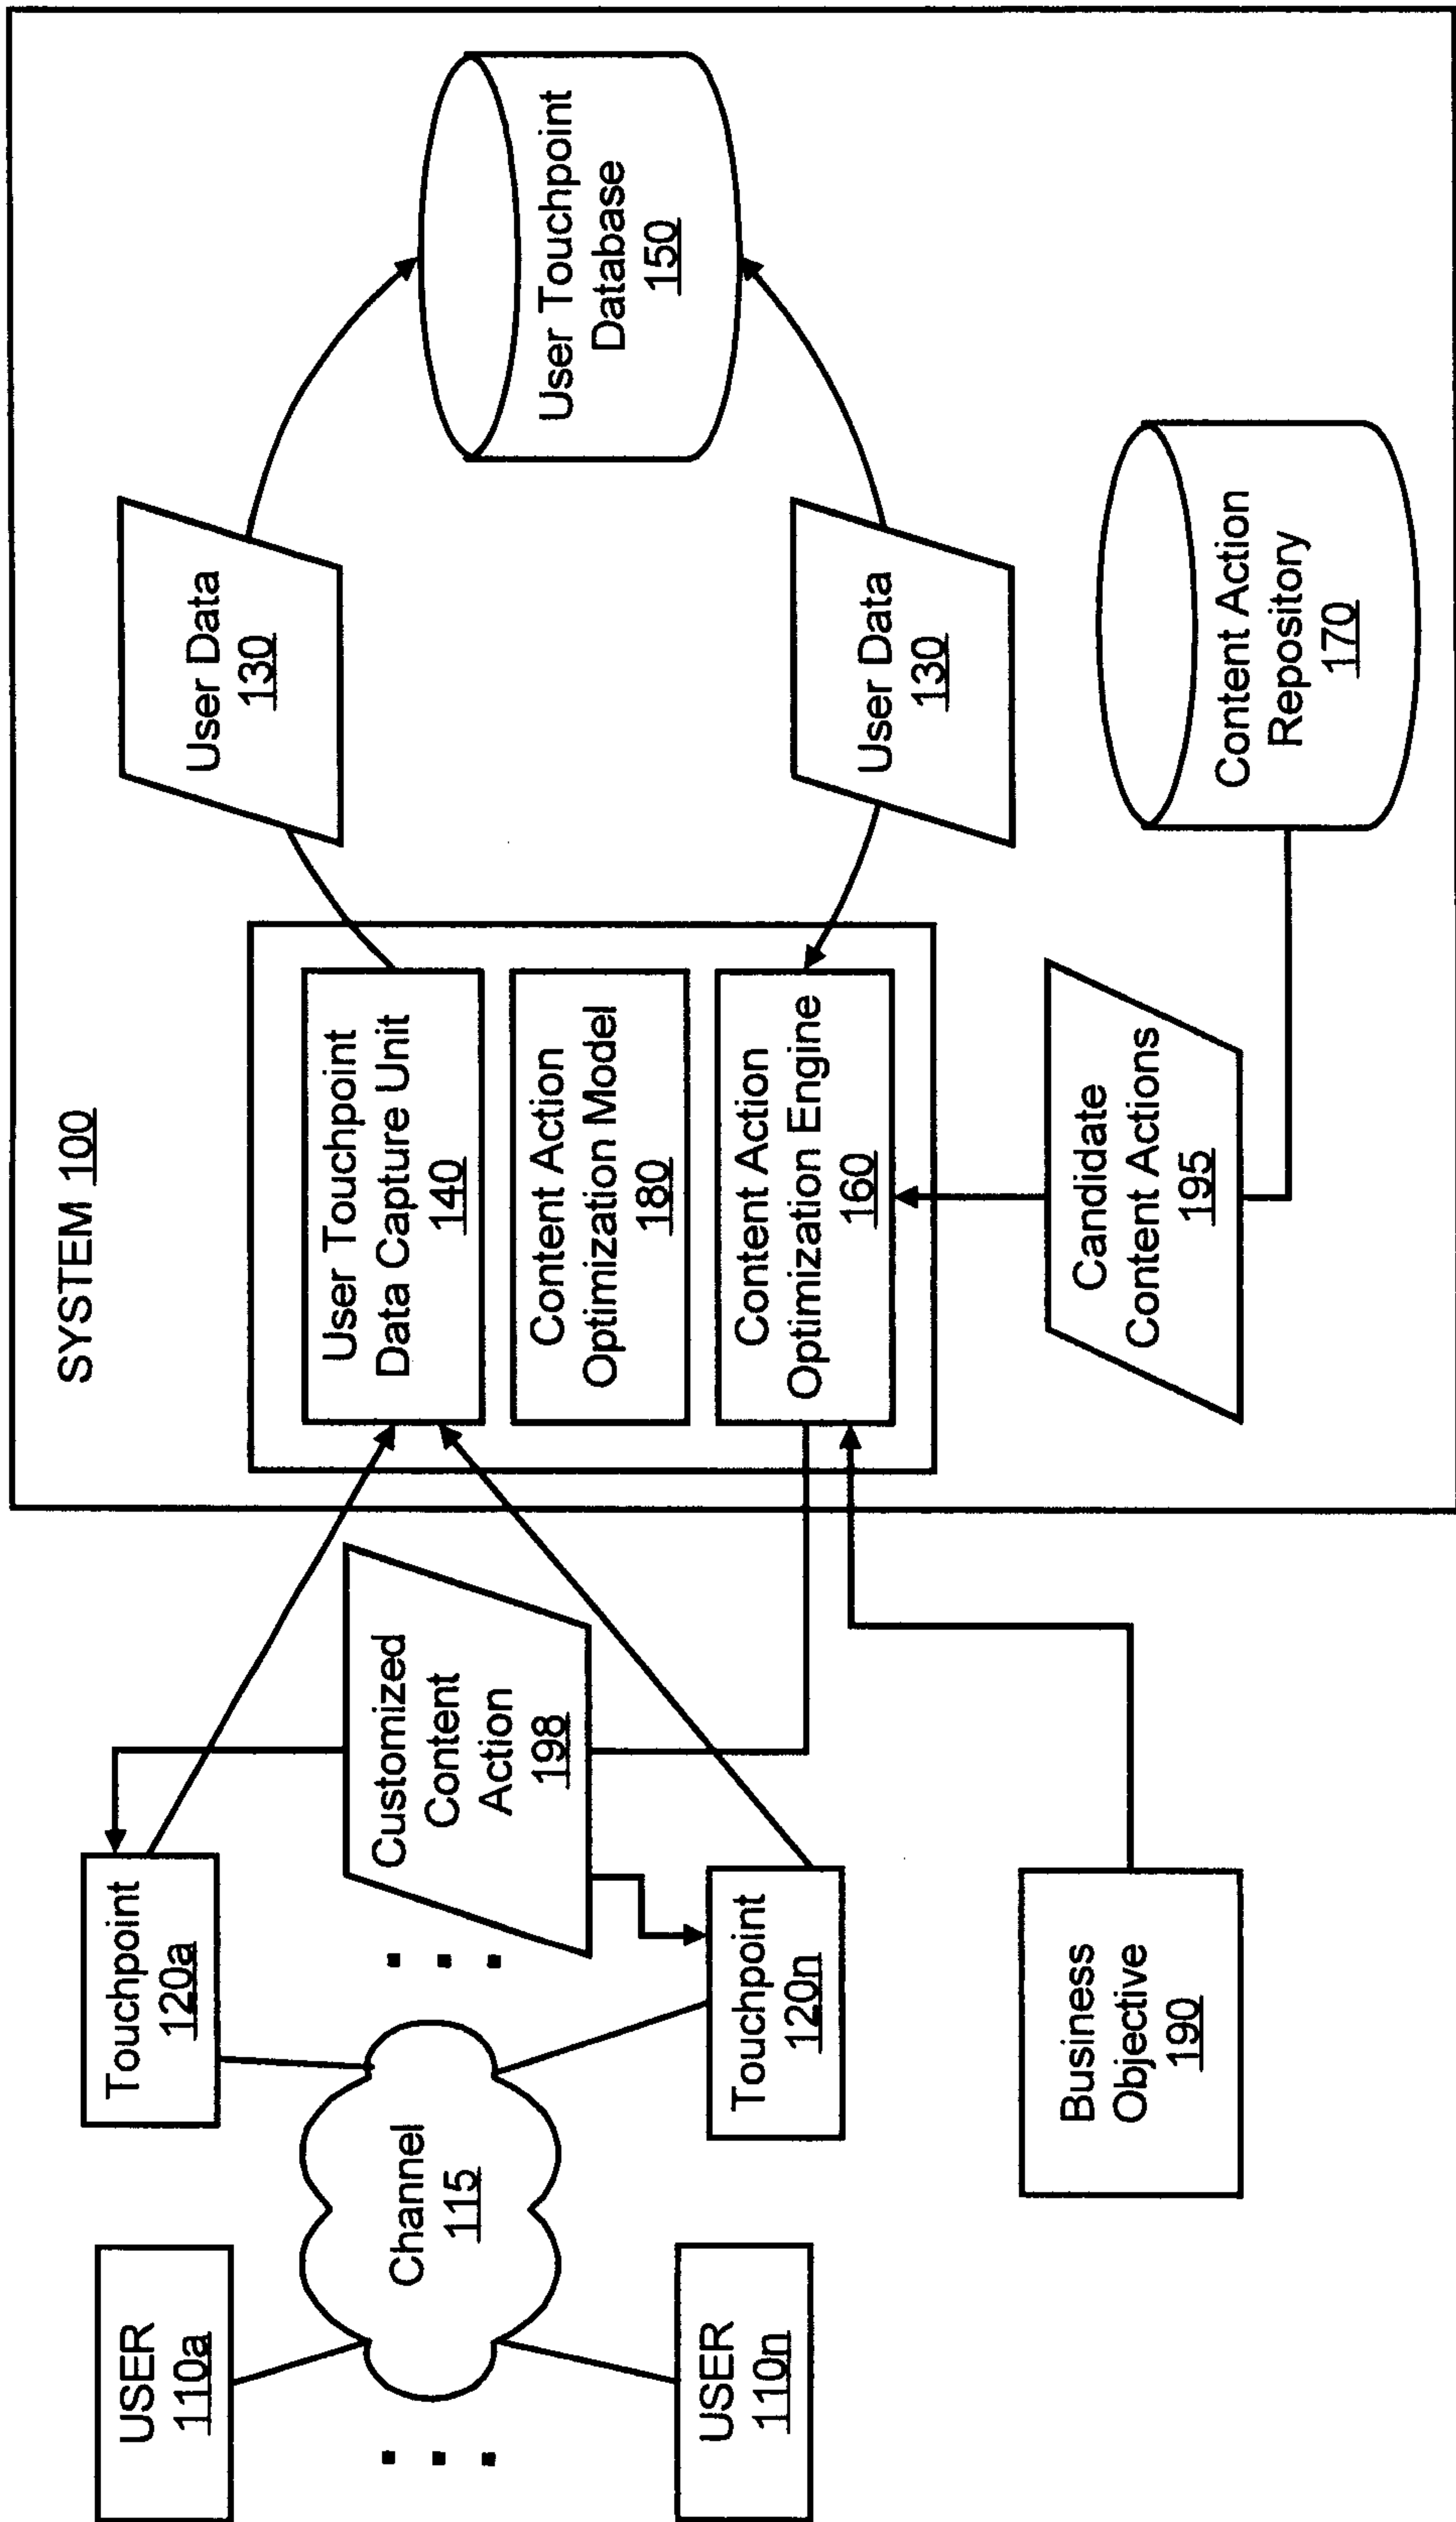 SYSTEM 100
USER
110a
USER
110n
Channel
115
Touchpoint
120a
Touchpoint
120n
Customized
Content
Action
198
Business
Objective
190
User Touchpoint
Data Capture Unit
140
Content Action
Optimization Model
180
Content Action
Optimization Engine
160
Candidate
Content Actions
195
User Data
130
User Data
130
User Touchpoint
Database
150
Content Action
Repository
170